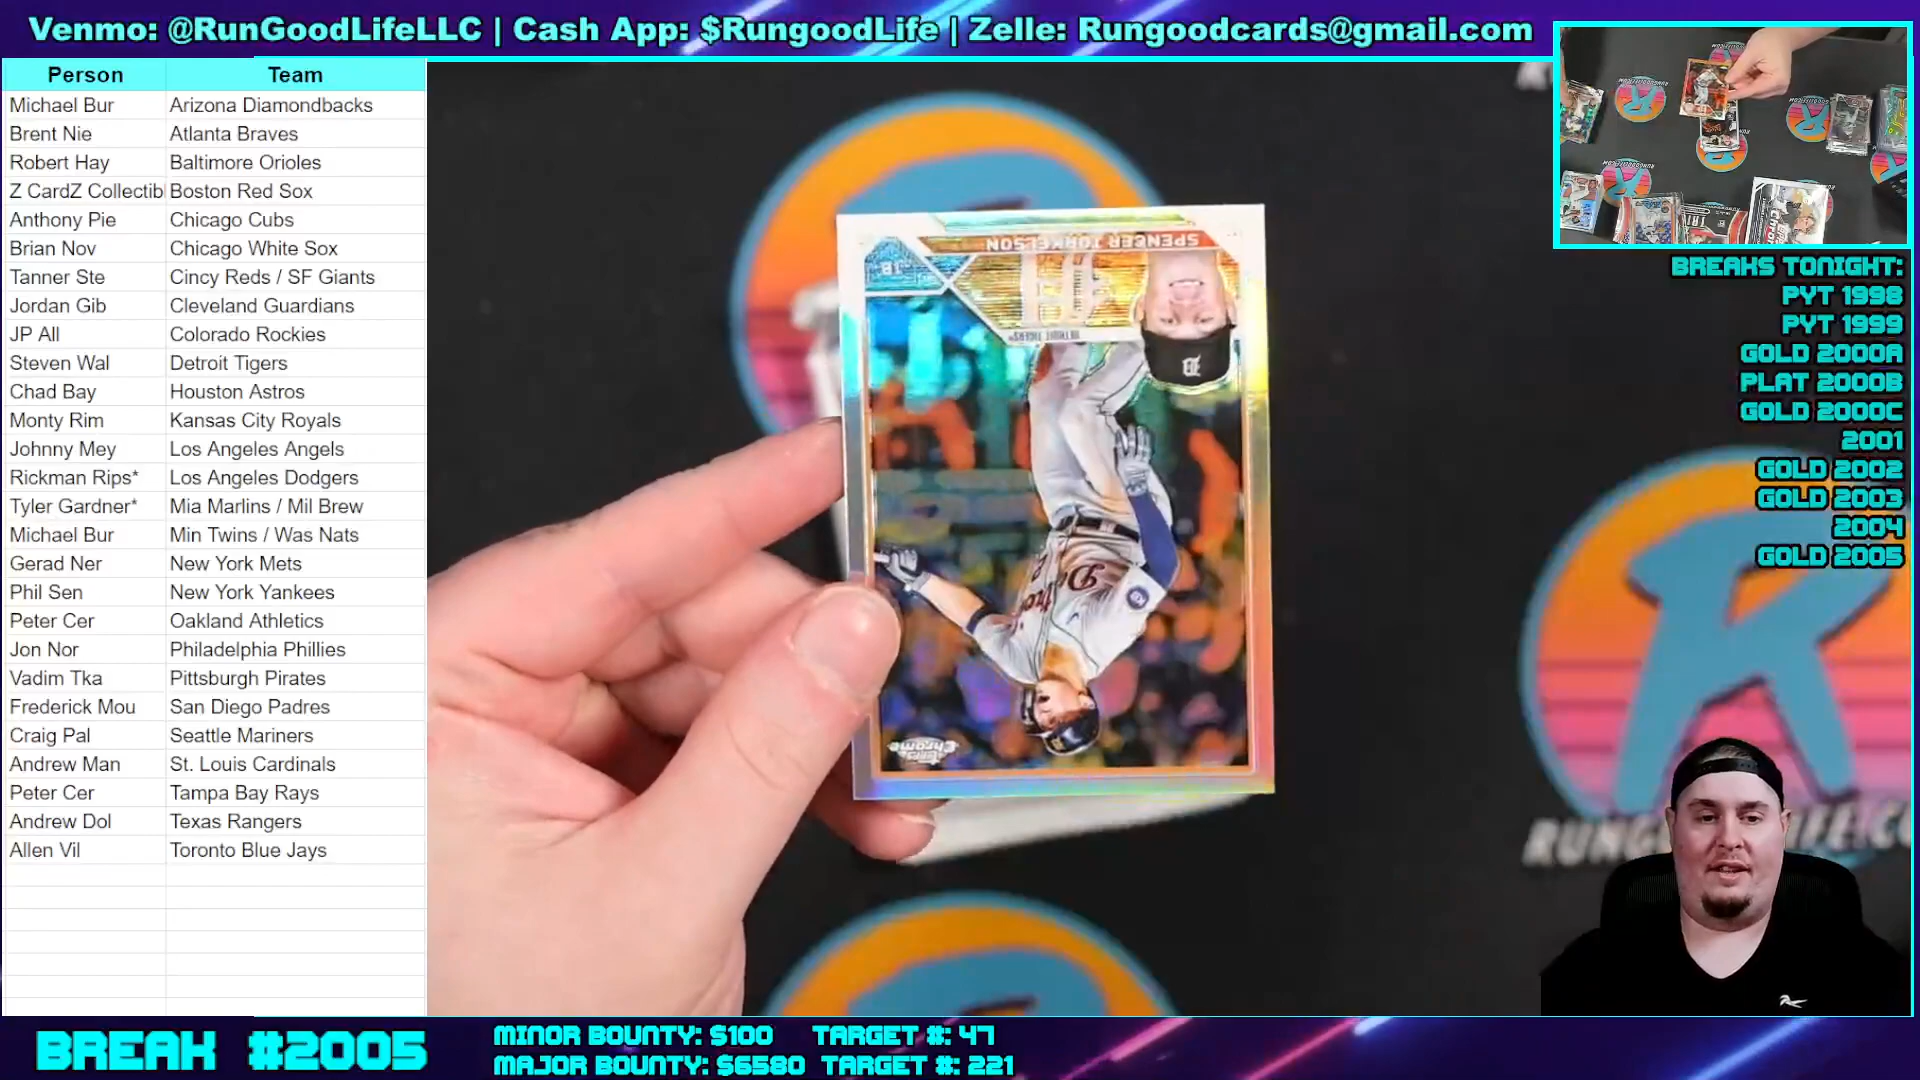 Venmo: @RunGoodLifeLLC | Cash App: $RungoodLife | Zelle: Rungoodcards@gmail.com
Person Team
Michael Bur Arizona Diamondbacks
Brent Nie Atlanta Braves
Robert Hay Baltimore Orioles
Z CardZ Collectibl Boston Red Sox
Anthony Pie Chicago Cubs
Brian Nov Chicago White Sox
Tanner Ste Cincy Reds / SF Giants
Jordan Gib Cleveland Guardians
JP All Colorado Rockies
Steven Wal Detroit Tigers
Chad Bay Houston Astros
Monty Rim Kansas City Royals
Johnny Mey Los Angeles Angels
Rickman Rips* Los Angeles Dodgers
Tyler Gardner* Mia Marlins / Mil Brew
Michael Bur Min Twins / Was Nats
Gerad Ner New York Mets
Phil Sen New York Yankees
Peter Cer Oakland Athletics
Jon Nor Philadelphia Phillies
Vadim Tka Pittsburgh Pirates
Frederick Mou San Diego Padres
Craig Pal Seattle Mariners
Andrew Man St. Louis Cardinals
Peter Cer Tampa Bay Rays
Andrew Dol Texas Rangers
Allen Vil Toronto Blue Jays
SPENCER TORKELSON
1B
DETROIT TIGERS
Topps Chrome
BREAKS TONIGHT:
PYT 1998
PYT 1999
GOLD 2000A
PLAT 2000B
GOLD 2000C
2001
GOLD 2002
GOLD 2003
2004
GOLD 2005
BREAK #2005
MINOR BOUNTY: $100 TARGET #: 47
MAJOR BOUNTY: $6580 TARGET #: 221